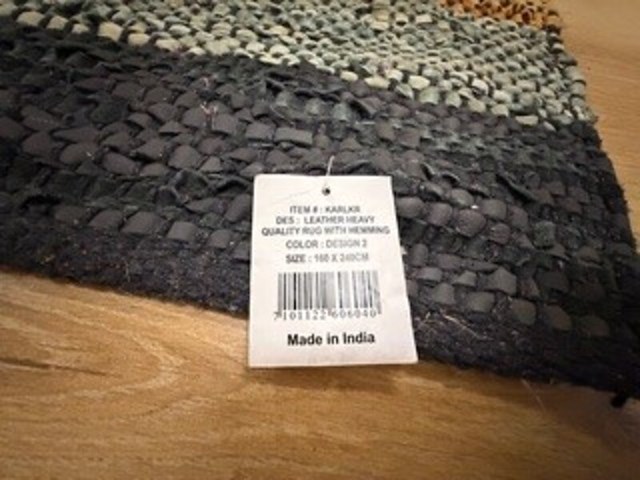 ITEM # : KARLKR
DES : LEATHER HEAVY
QUALITY RUG WITH HEMMING
COLOR : DESIGN 2
SIZE : 160 X 240CM
7101122606040
Made in India